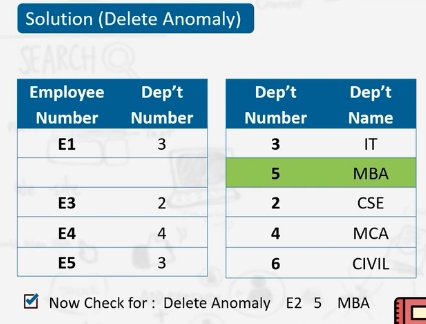 Solution (Delete Anomaly)
SEARCH
Employee Number Dep't Number
E1 3
E3 2
E4 4
E5 3
Dep't Number Dep't Name
3 IT
5 MBA
2 CSE
4 MCA
6 CIVIL
Now Check for : Delete Anomaly E2 5 MBA